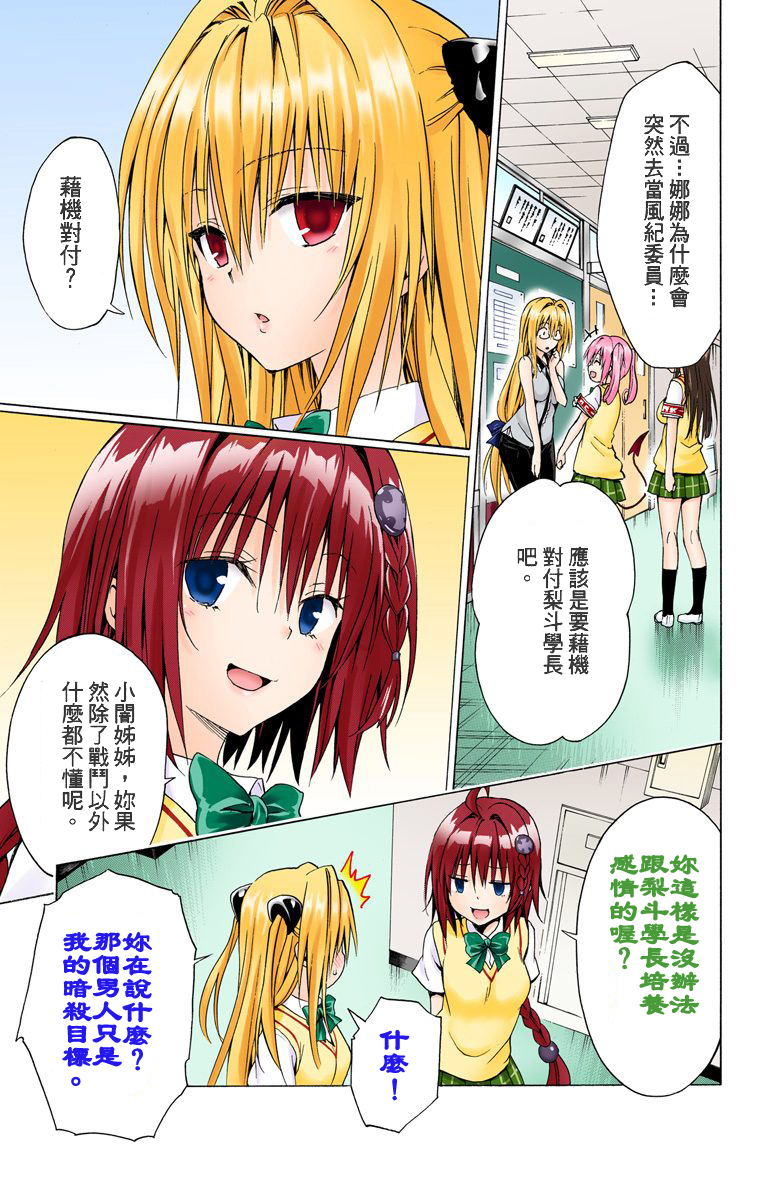 不過…娜娜為什麼會
突然去當風紀委員…
應該是要藉機
對付梨斗學長
吧。
藉機對付？
小闇姊姊，妳果
然除了戰鬥以外
什麼都不懂呢。
妳這樣是沒辦法
跟梨斗學長培養
感情的喔？
什麼！
妳在說什麼？
那個男人只是
我的暗殺目標。